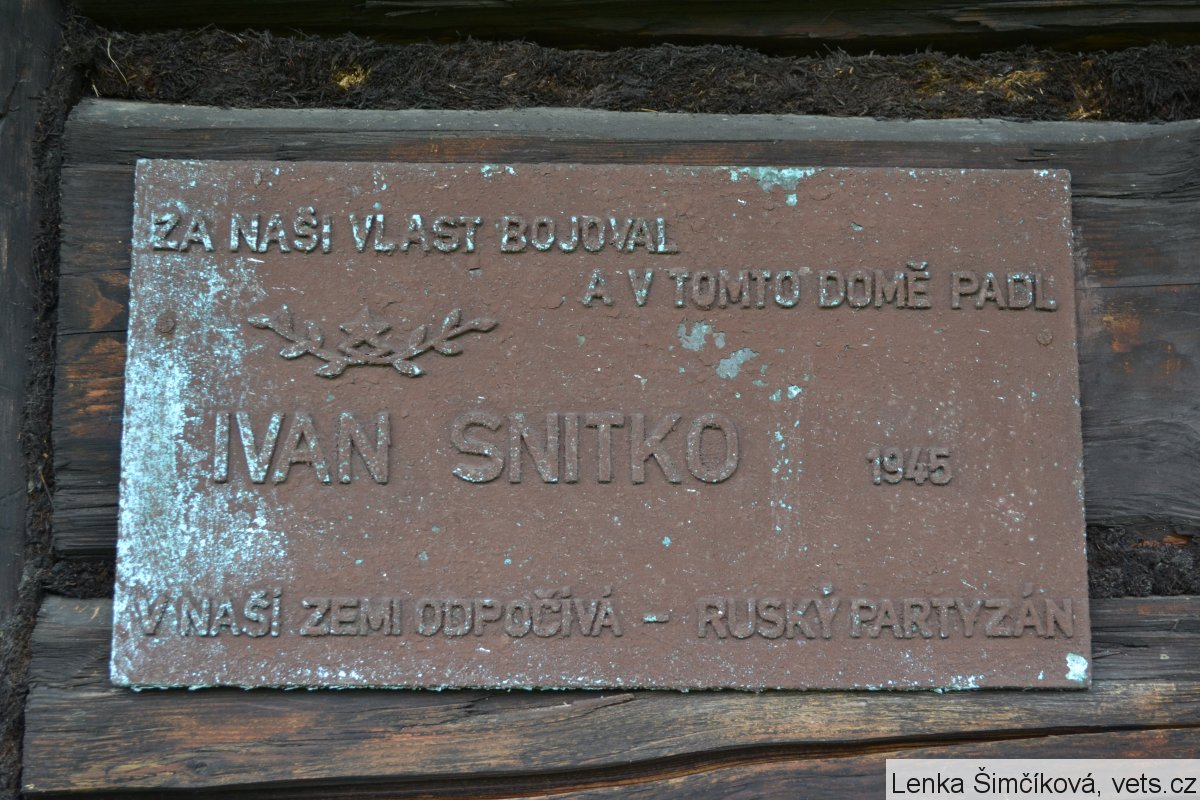 ZA NAŠI VLAST BOJOVAL
A V TOMTO DOMĚ PADL
IVAN SNITKO 1945
V NAŠÍ ZEMI ODPOČÍVÁ - RUSKÝ PARTYZÁN
Lenka Šimčíková, vets.cz